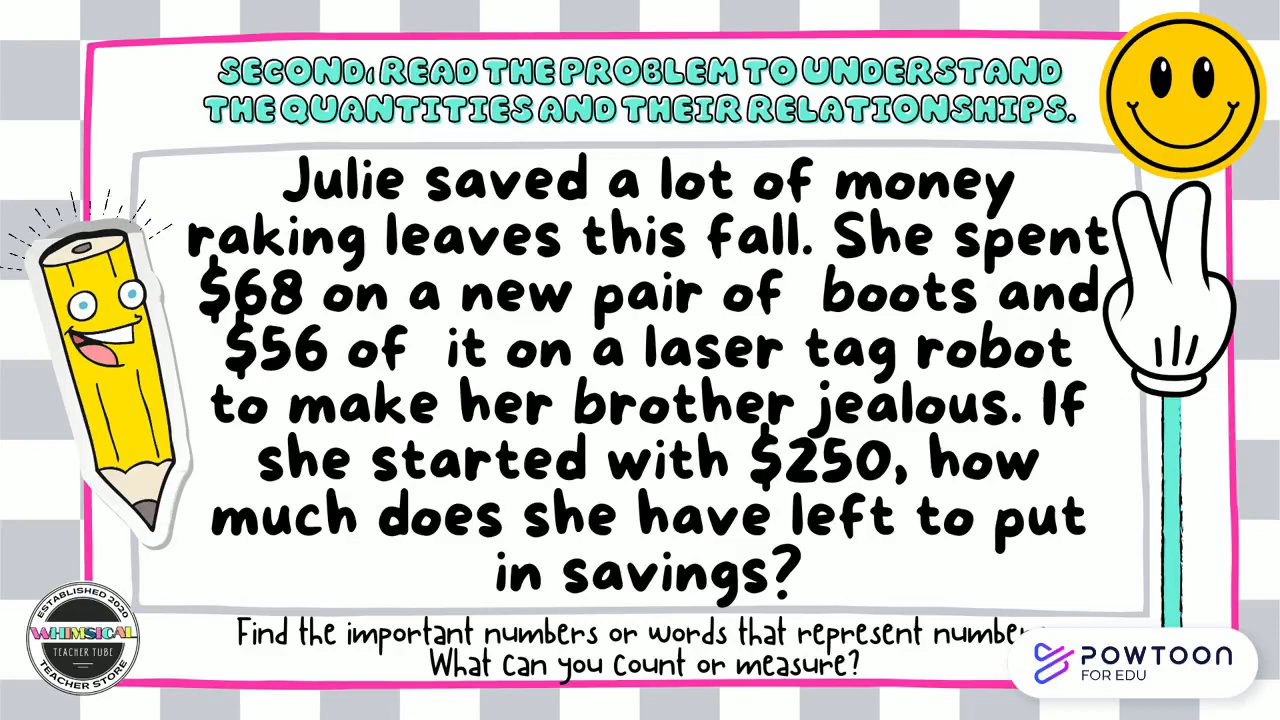 SECOND, READ THE PROBLEM TO UNDERSTAND
THE QUANTITIES AND THEIR RELATIONSHIPS.
Julie saved a lot of money
raking leaves this fall. She spent
$68 on a new pair of boots and
$56 of it on a laser tag robot
to make her brother jealous. If
she started with $250, how
much does she have left to put
in savings?
Find the important numbers or words that represent
What can you count or measure?
ESTABLISHED 2020
WHIMSICAL
TEACHER TUBE
TEACHER STORE
POWTOON
FOR EDU